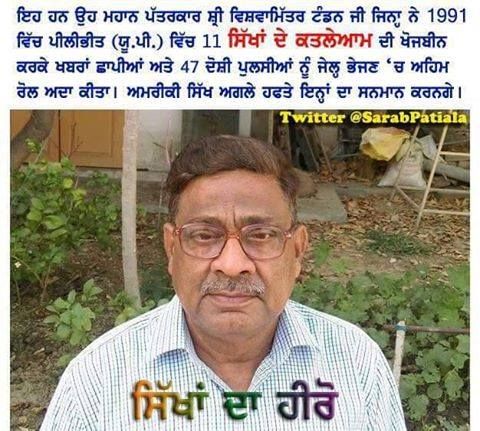 ਇਹ ਹਨ ਉਹ ਮਹਾਨ ਪੱਤਰਕਾਰ ਸ਼੍ਰੀ ਵਿਸ਼ਵਾਮਿੱਤਰ ਟੰਡਨ ਜੀ ਜਿਨ੍ਹਾ ਨੇ 1991
ਵਿੱਚ ਪੀਲੀਭੀਤ (ਯੂ.ਪੀ.) ਵਿੱਚ 11 ਸਿੱਖਾਂ ਦੇ ਕਤਲੇਆਮ ਦੀ ਖੋਜਬੀਨ
ਕਰਕੇ ਖਬਰਾਂ ਛਾਪੀਆਂ ਅਤੇ 47 ਦੋਸ਼ੀ ਪੁਲਸੀਆਂ ਨੂੰ ਜੇਲ੍ਹ ਭੇਜਣ ‘ਚ ਅਹਿਮ
ਰੋਲ ਅਦਾ ਕੀਤਾ। ਅਮਰੀਕੀ ਸਿੱਖ ਅਗਲੇ ਹਫਤੇ ਇਨ੍ਹਾਂ ਦਾ ਸਨਮਾਨ ਕਰਨਗੇ।
Twitter @SarabPatiala
ਸਿੱਖਾਂ ਦਾ ਹੀਰੋ